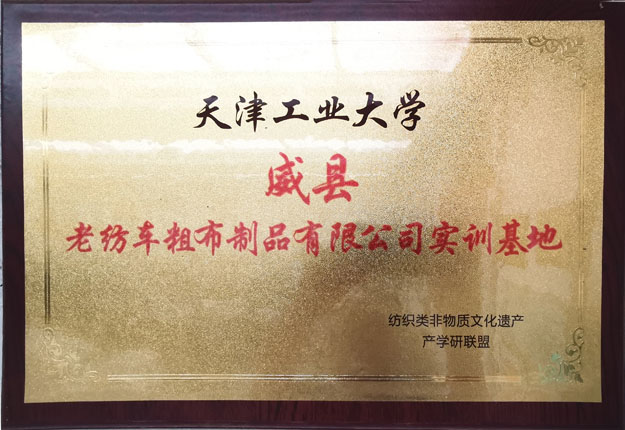 天津工业大学
威县
老纺车粗布制品有限公司实训基地
纺织类非物质文化遗产
产学研联盟